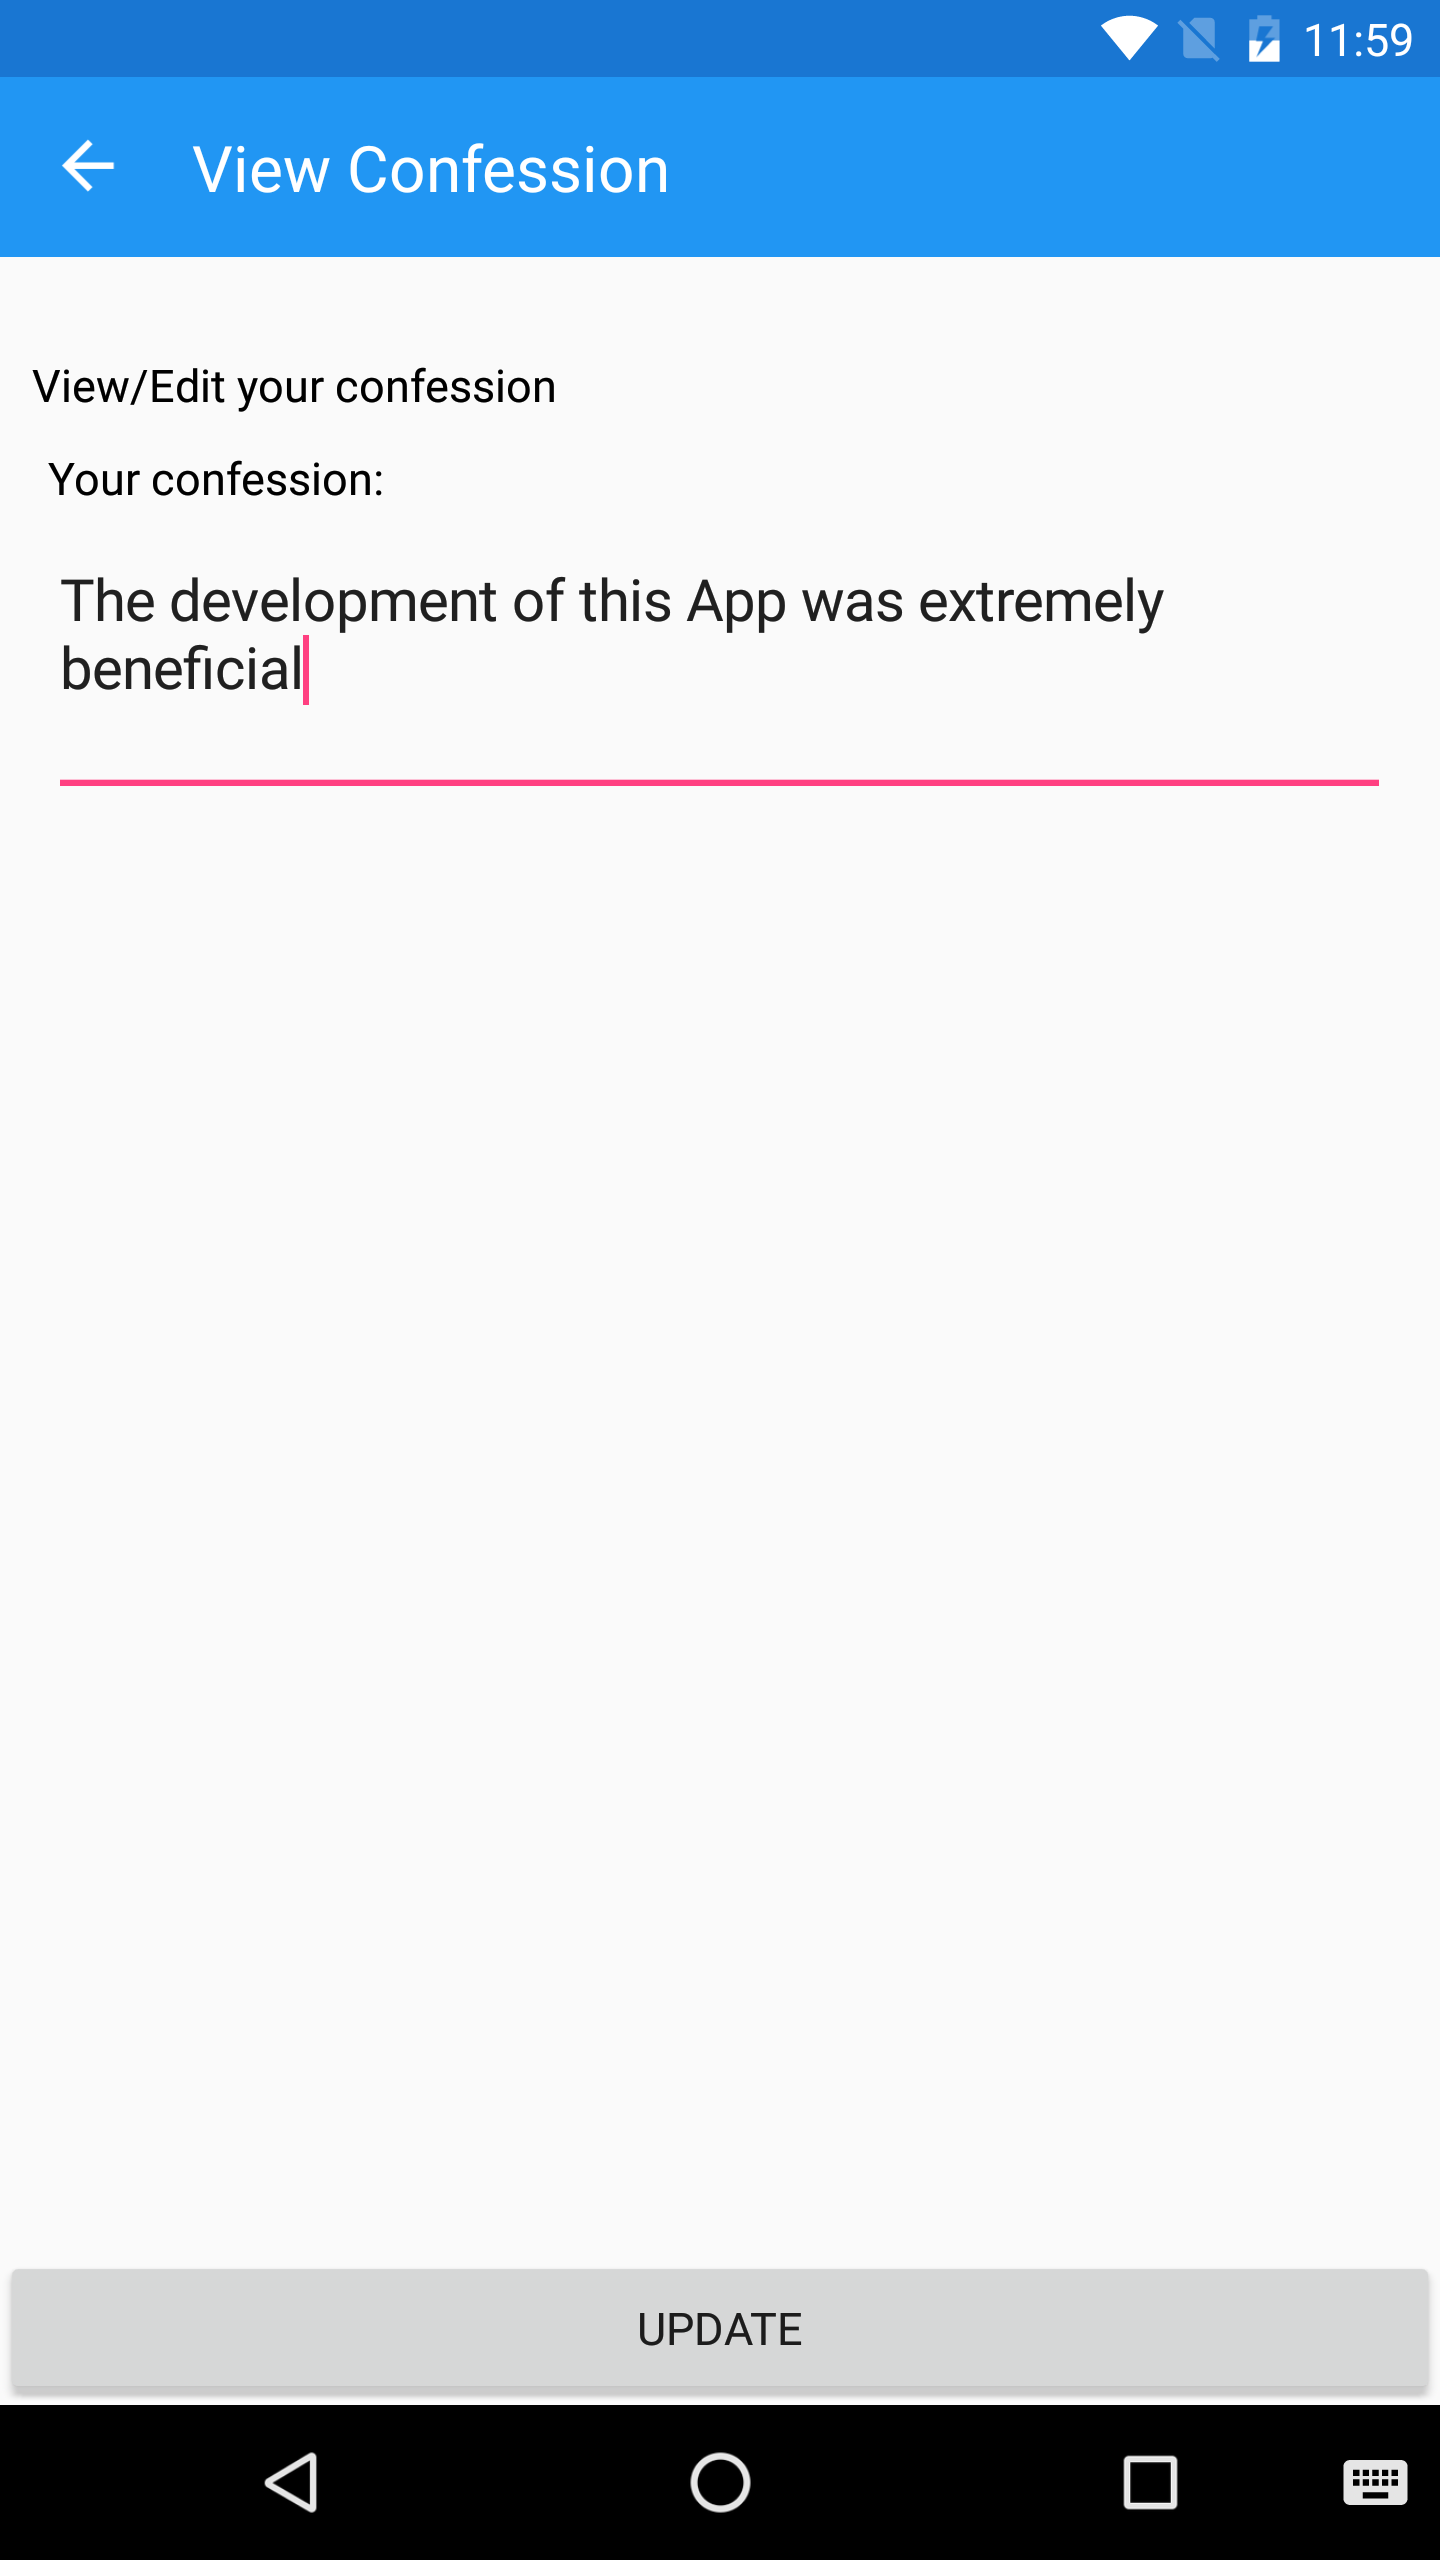 11:59
View Confession
View/Edit your confession
Your confession:
The development of this App was extremely
beneficial
UPDATE